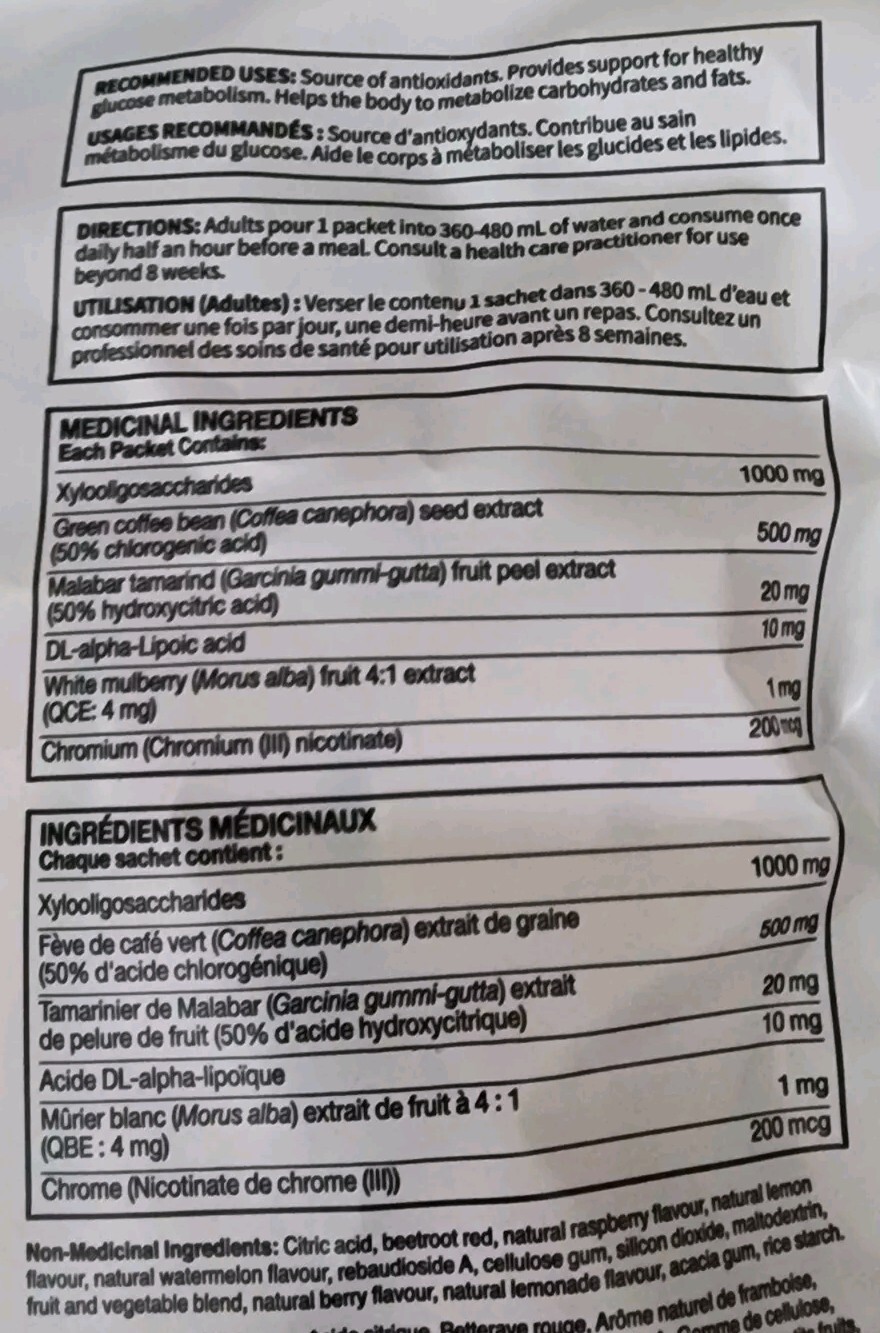 RECOMMENDED USES: Source of antioxidants. Provides support for healthy
glucose metabolism. Helps the body to metabolize carbohydrates and fats.
USAGES RECOMMANDÉS : Source d'antioxydants. Contribue au sain
métabolisme du glucose. Aide le corps à métaboliser les glucides et les lipides.
DIRECTIONS: Adults pour 1 packet into 360-480 mL of water and consume once
daily half an hour before a meal. Consult a health care practitioner for use
beyond 8 weeks.
UTILISATION (Adultes) : Verser le contenu 1 sachet dans 360 - 480 mL d'eau et
consommer une fois par jour, une demi-heure avant un repas. Consultez un
professionnel des soins de santé pour utilisation après 8 semaines.
MEDICINAL INGREDIENTS
Each Packet Contains:
Xylooligosaccharides 1000 mg
Green coffee bean (Coffea canephora) seed extract
(50% chlorogenic acid) 500 mg
Malabar tamarind (Garcinia gummi-gutta) fruit peel extract
(50% hydroxycitric acid) 20 mg
DL-alpha-Lipoic acid 10 mg
White mulberry (Morus alba) fruit 4:1 extract
(QCE: 4 mg) 1 mg
Chromium (Chromium (III) nicotinate) 200 mcg
INGRÉDIENTS MÉDICINAUX
Chaque sachet contient :
Xylooligosaccharides 1000 mg
Fève de café vert (Coffea canephora) extrait de graine
(50% d'acide chlorogénique) 500 mg
Tamarinier de Malabar (Garcinia gummi-gutta) extrait
de pelure de fruit (50% d'acide hydroxycitrique) 20 mg
Acide DL-alpha-lipoïque 10 mg
Mûrier blanc (Morus alba) extrait de fruit à 4 : 1
(QBE : 4 mg) 1 mg
Chrome (Nicotinate de chrome (III)) 200 mcg
Non-Medicinal Ingredients: Citric acid, beetroot red, natural raspberry flavour, natural lemon
flavour, natural watermelon flavour, rebaudioside A, cellulose gum, silicon dioxide, maltodextrin,
fruit and vegetable blend, natural berry flavour, natural lemonade flavour, acacia gum, rice starch.
citrique, Betterave rouge, Arôme naturel de framboise,
Gomme de cellulose,
fruits,